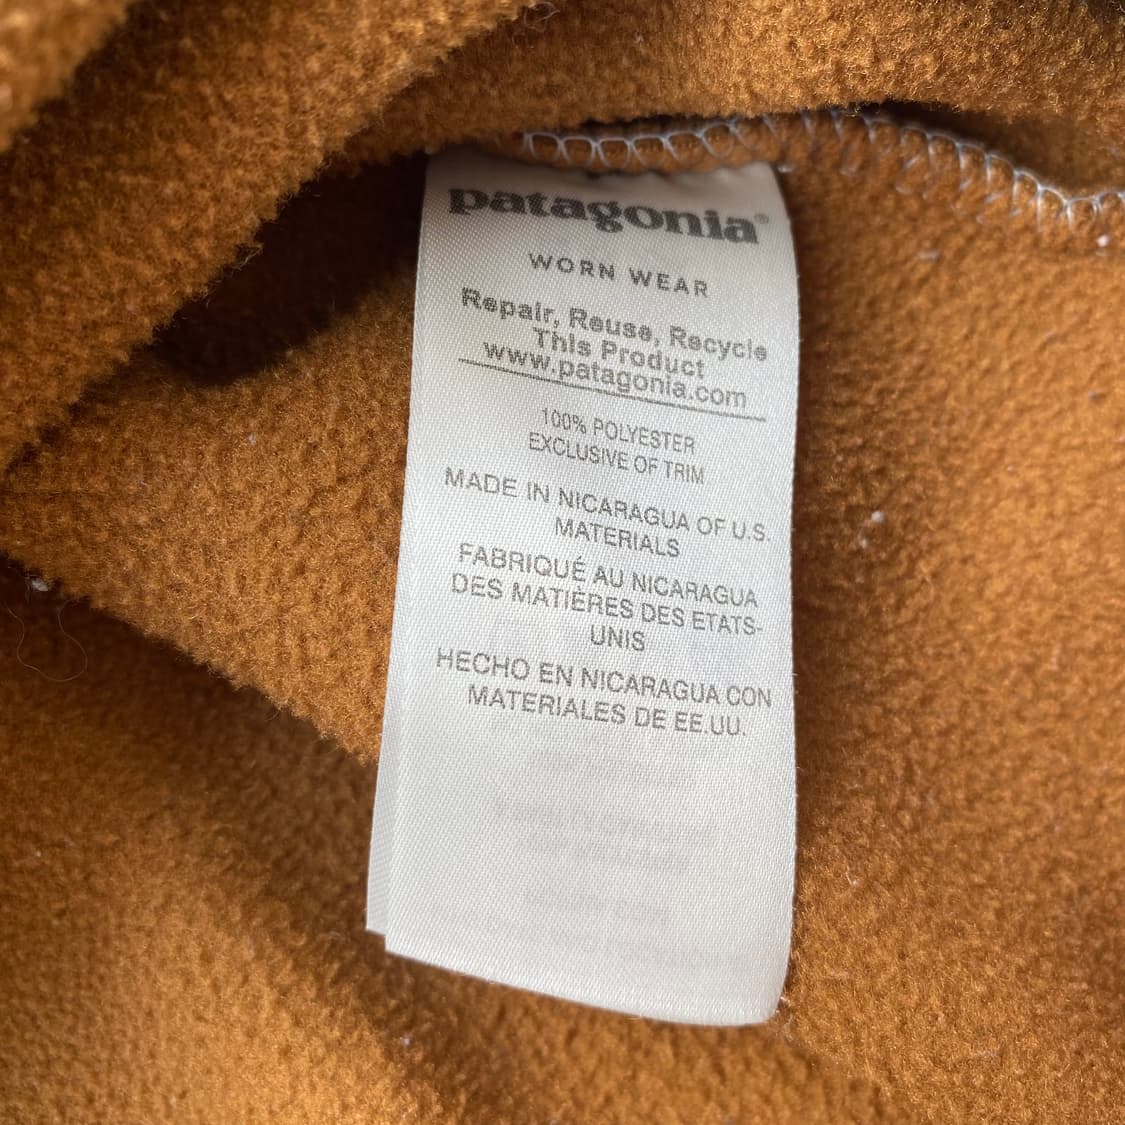 patagonia®
WORN WEAR
Repair, Reuse, Recycle
This Product
www.patagonia.com
100% POLYESTER
EXCLUSIVE OF TRIM
MADE IN NICARAGUA OF U.S.
MATERIALS
FABRIQUÉ AU NICARAGUA
DES MATIÉRES DES ETATS-
UNIS
HECHO EN NICARAGUA CON
MATERIALES DE EE.UU.